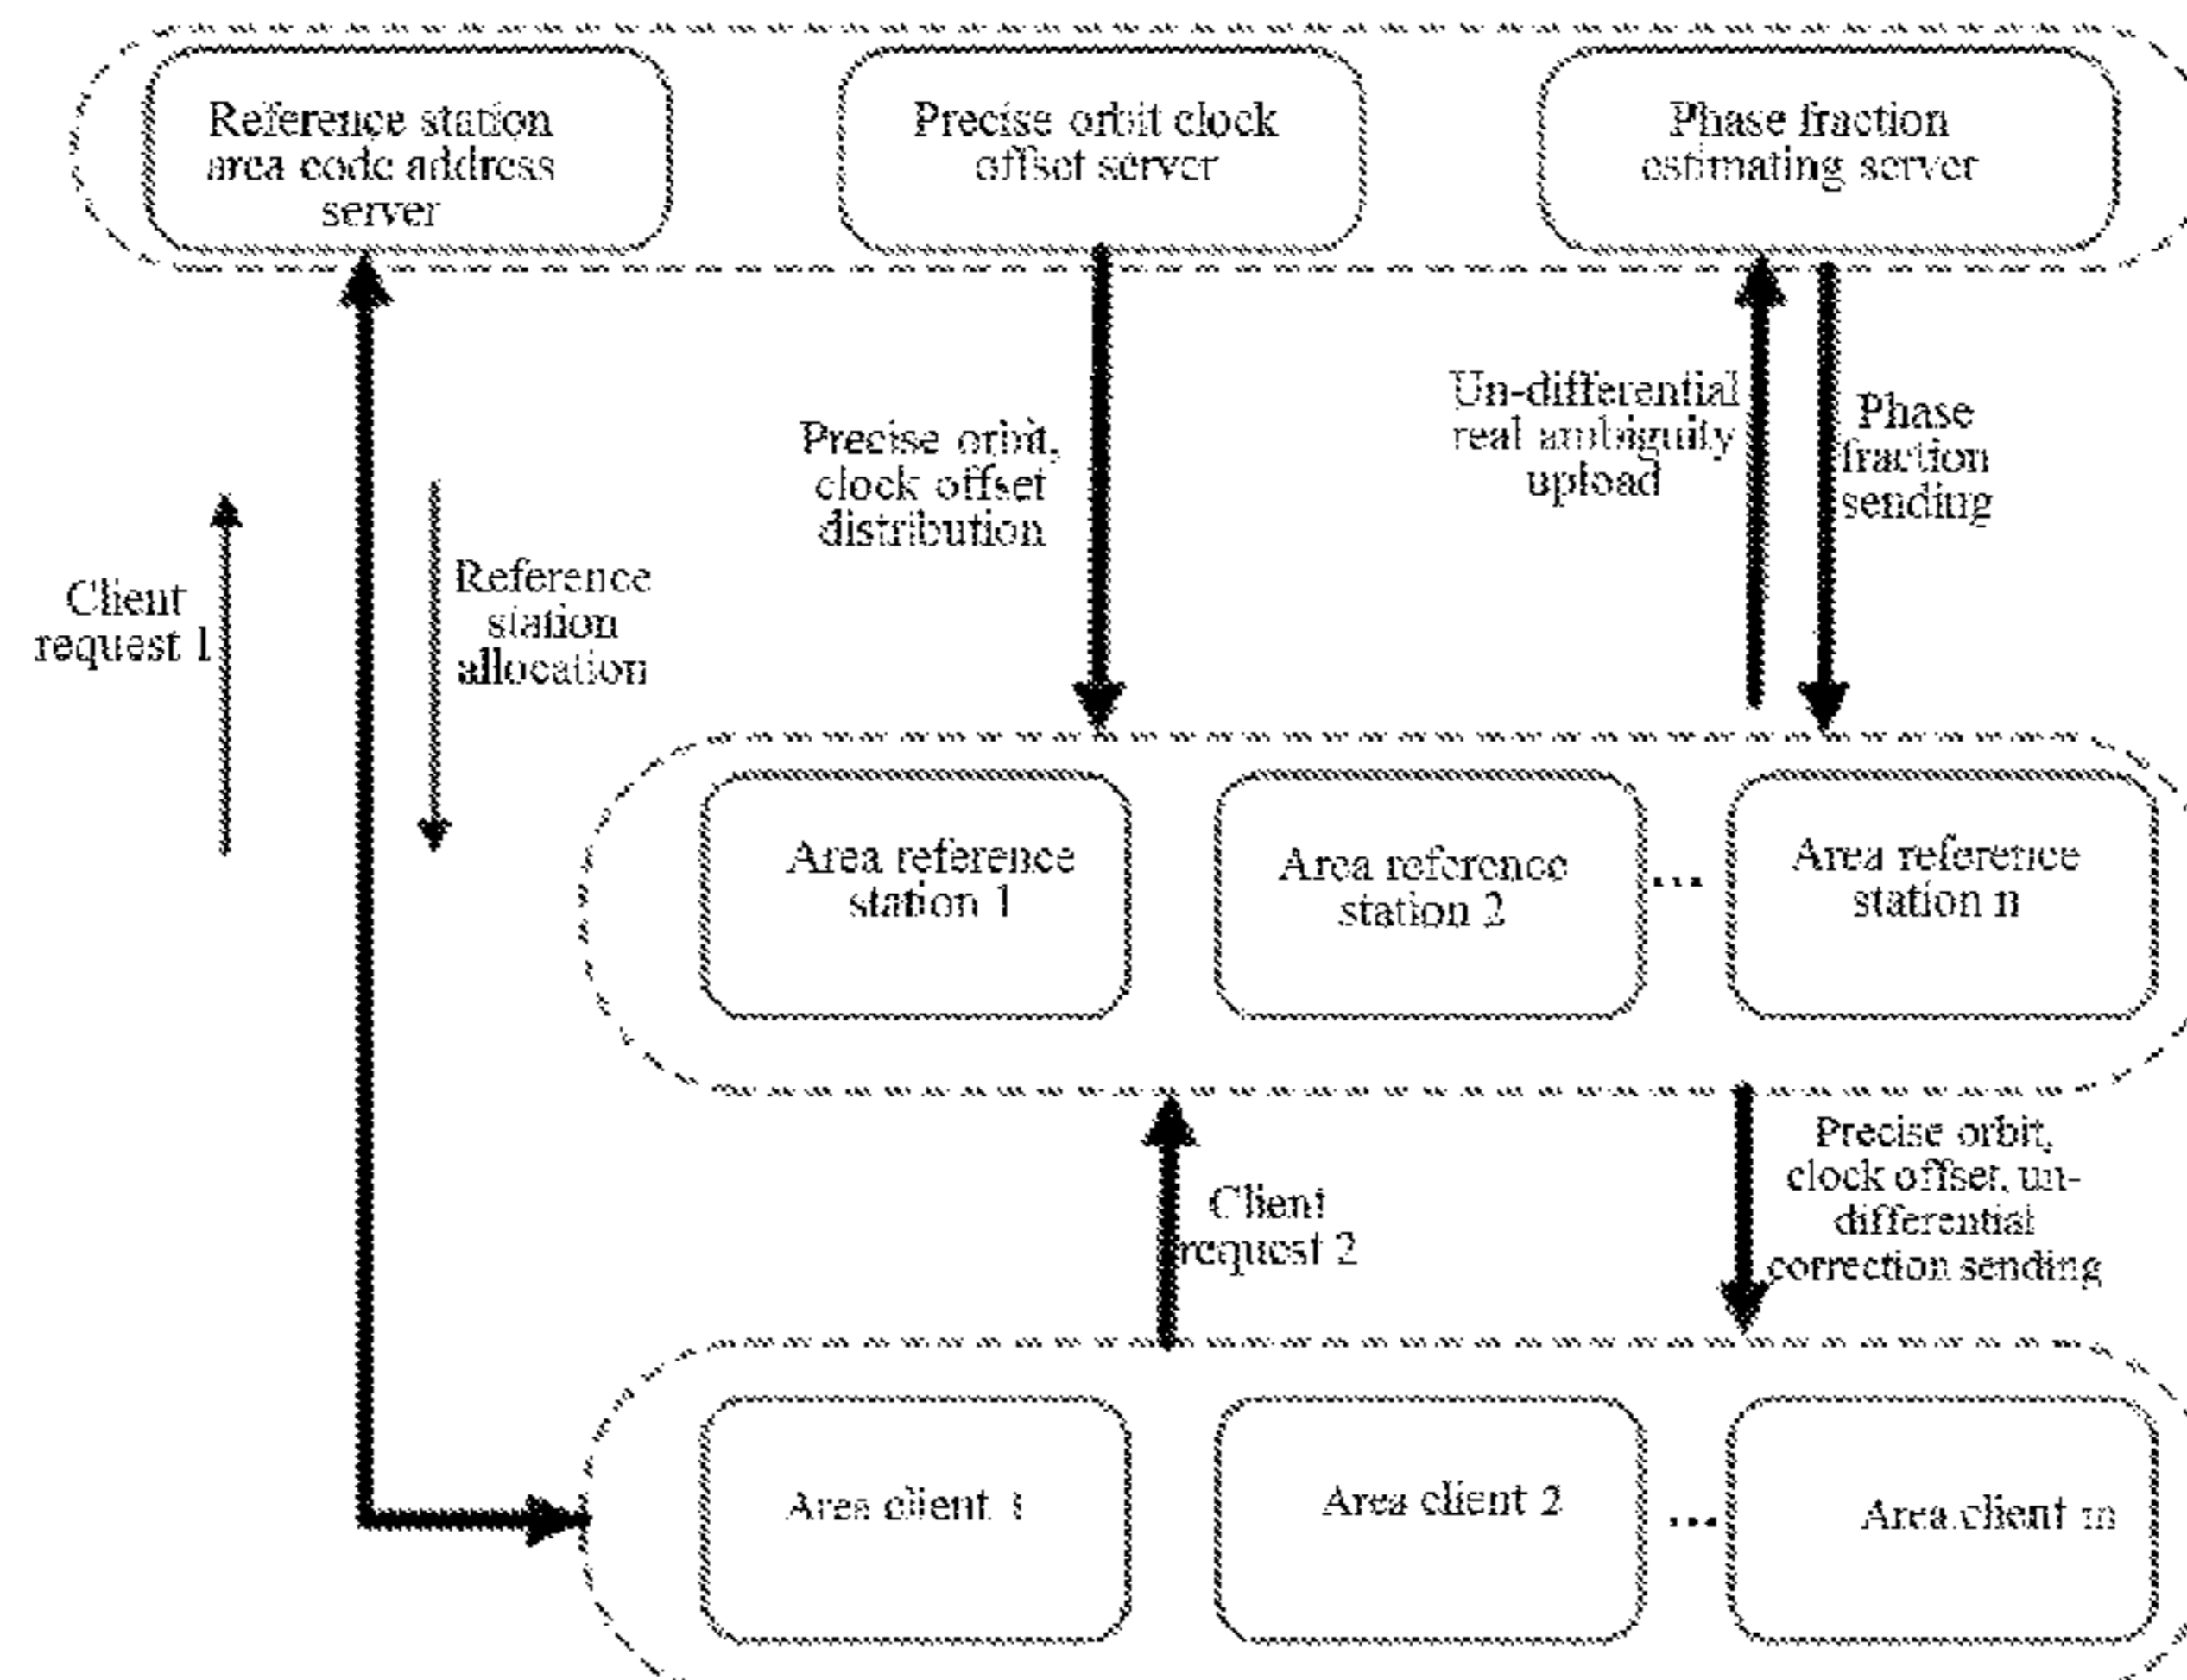 Reference station
area code address
server
Precise orbit clock
offset server
Phase fraction
estimating server
Client
request 1
Reference
station
allocation
Precise orbit,
clock offset
distribution
Un-differential
real ambiguity
upload
Phase
fraction
sending
Area reference
station 1
Area reference
station 2
...
Area reference
station n
Client
request 2
Precise orbit,
clock offset, un-
differential
correction sending
Area client 1
Area client 2
...
Area client m